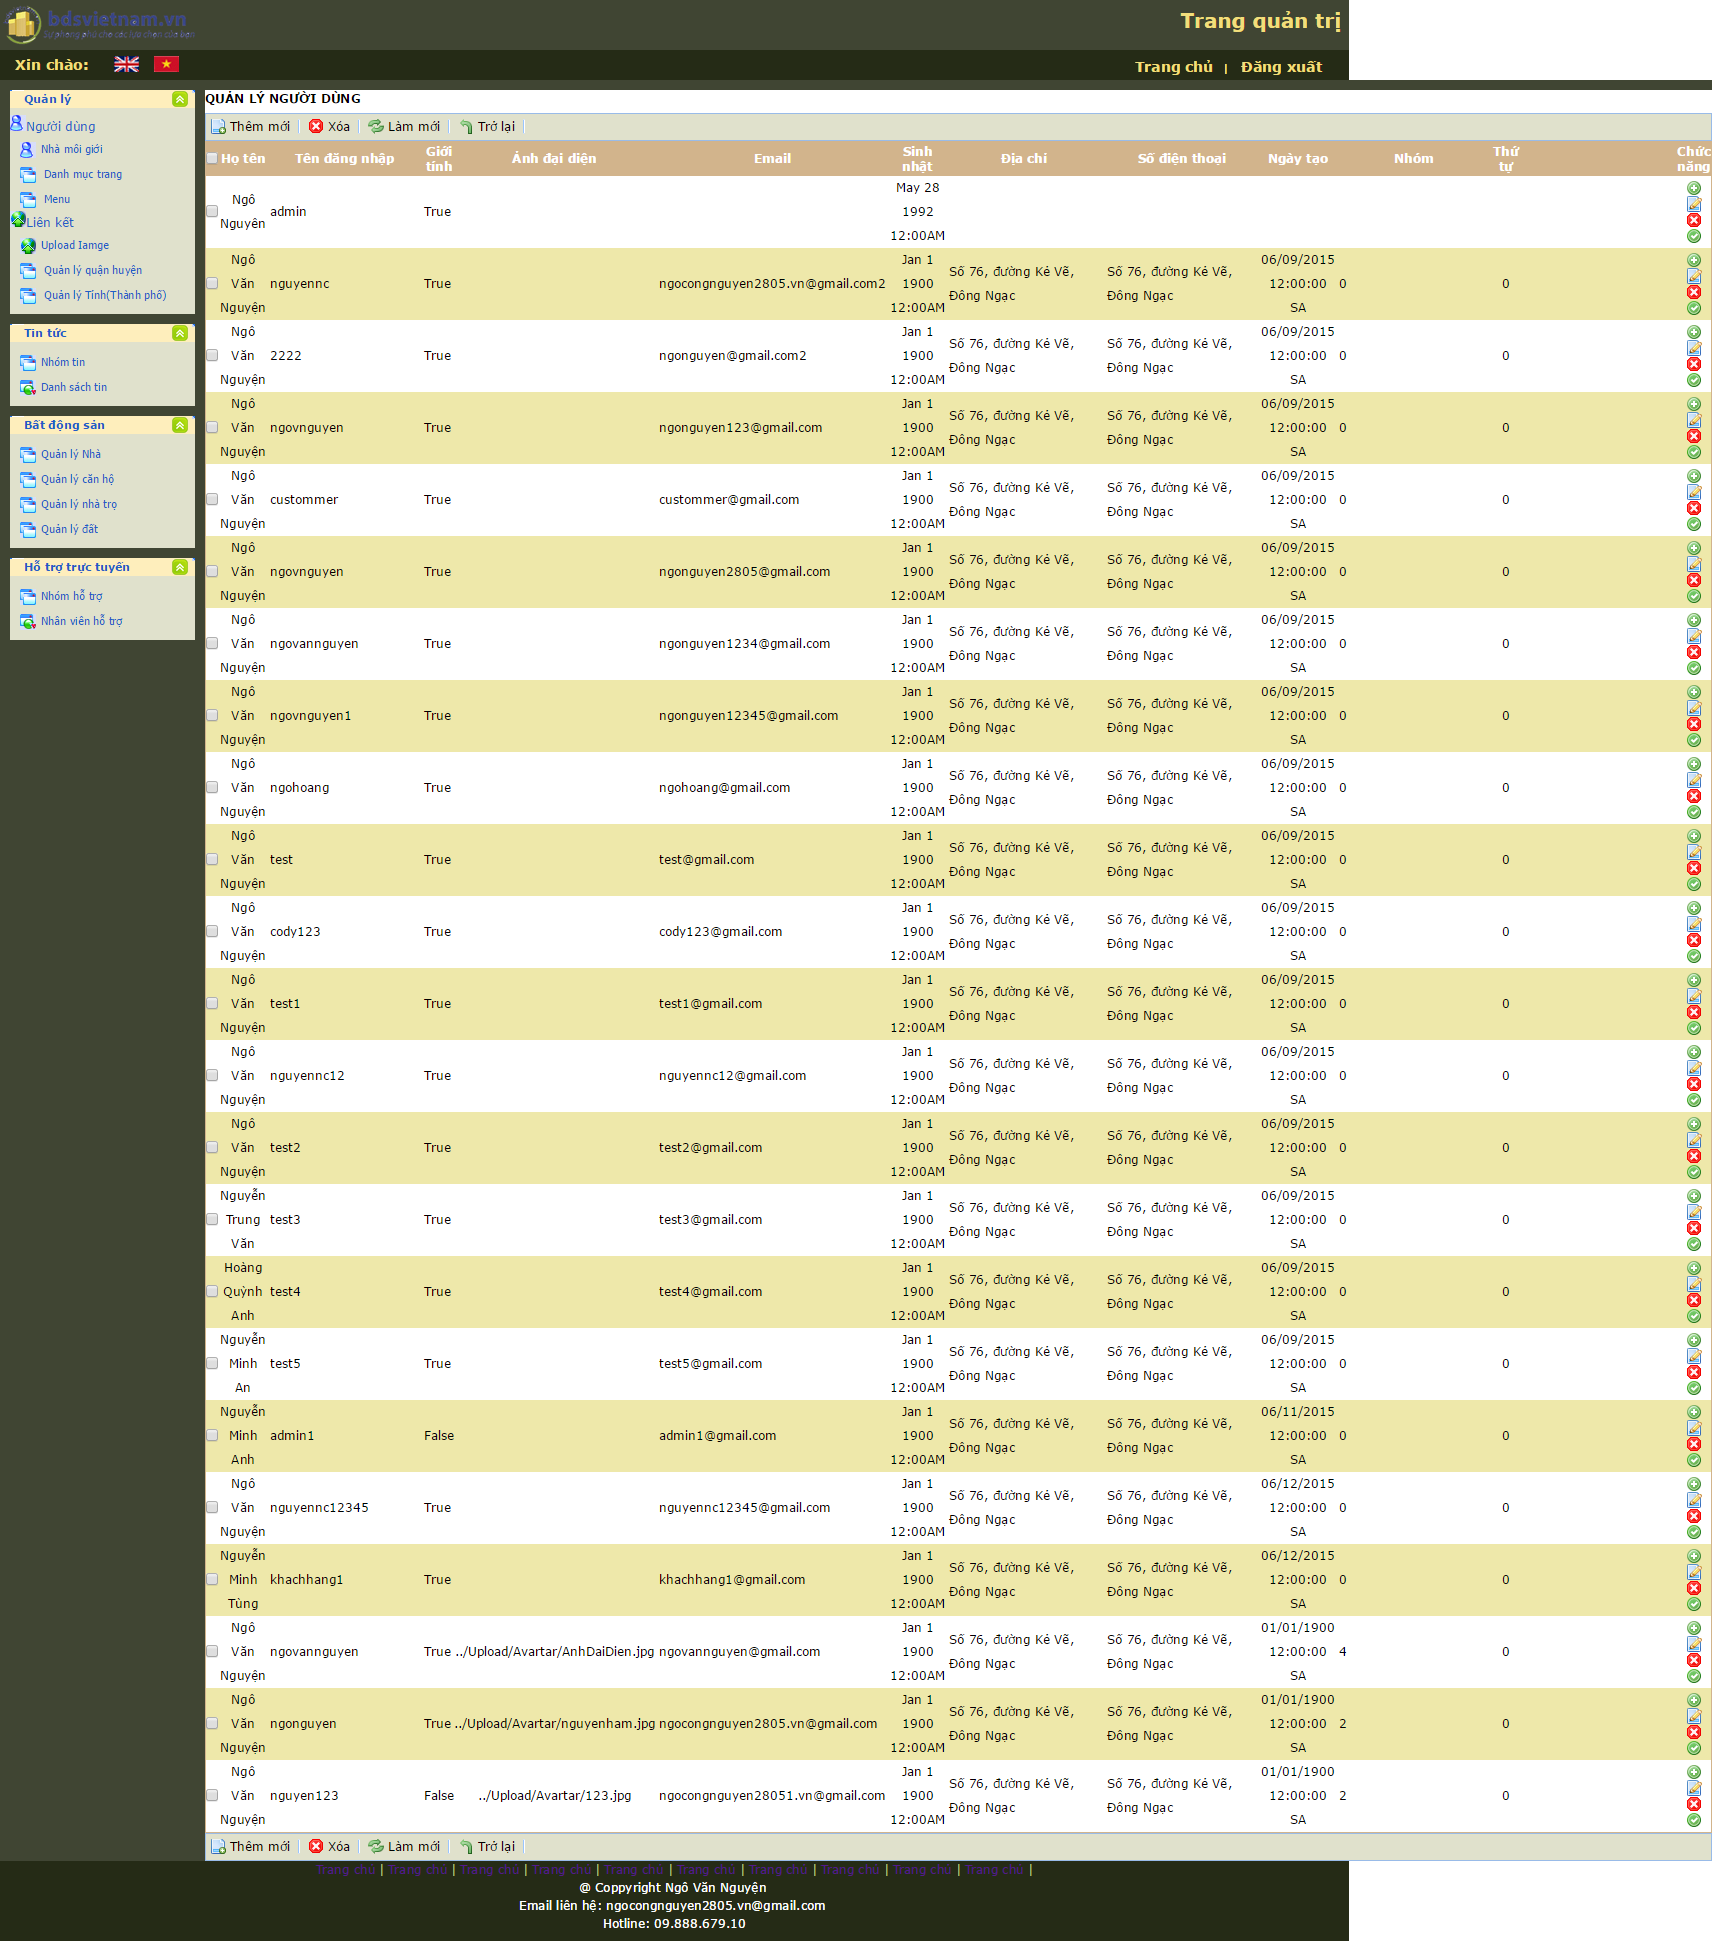 bdsvietnam.vn
Sự phong phú cho các lựa chọn của bạn
Trang quản trị
Xin chào:
Trang chủ | Đăng xuất
Quản lý
Người dùng
Nhà môi giới
Danh mục trang
Menu
Liên kết
Upload Iamge
Quản lý quận huyện
Quản lý Tỉnh(Thành phố)
Tin tức
Nhóm tin
Danh sách tin
Bất động sản
Quản lý Nhà
Quản lý căn hộ
Quản lý nhà trọ
Quản lý đất
Hỗ trợ trực tuyến
Nhóm hỗ trợ
Nhân viên hỗ trợ
QUẢN LÝ NGƯỜI DÙNG
Thêm mới Xóa Làm mới Trở lại
Họ tên Tên đăng nhập Giới tính Ảnh đại diện Email Sinh nhật Địa chỉ Số điện thoại Ngày tạo Nhóm Thứ tự Chức năng
Ngô Nguyện admin True May 28 1992 12:00AM
Ngô Văn Nguyện nguyennc True ngocongnguyen2805.vn@gmail.com2 Jan 1 1900 12:00AM Số 76, đường Kẻ Vẽ, Đông Ngạc Số 76, đường Kẻ Vẽ, Đông Ngạc 06/09/2015 12:00:00 SA 0 0
Ngô Văn Nguyện 2222 True ngonguyen@gmail.com2 Jan 1 1900 12:00AM Số 76, đường Kẻ Vẽ, Đông Ngạc Số 76, đường Kẻ Vẽ, Đông Ngạc 06/09/2015 12:00:00 SA 0 0
Ngô Văn Nguyện ngovnguyen True ngonguyen123@gmail.com Jan 1 1900 12:00AM Số 76, đường Kẻ Vẽ, Đông Ngạc Số 76, đường Kẻ Vẽ, Đông Ngạc 06/09/2015 12:00:00 SA 0 0
Ngô Văn Nguyện custommer True custommer@gmail.com Jan 1 1900 12:00AM Số 76, đường Kẻ Vẽ, Đông Ngạc Số 76, đường Kẻ Vẽ, Đông Ngạc 06/09/2015 12:00:00 SA 0 0
Ngô Văn Nguyện ngovnguyen True ngonguyen2805@gmail.com Jan 1 1900 12:00AM Số 76, đường Kẻ Vẽ, Đông Ngạc Số 76, đường Kẻ Vẽ, Đông Ngạc 06/09/2015 12:00:00 SA 0 0
Ngô Văn Nguyện ngovannguyen True ngonguyen1234@gmail.com Jan 1 1900 12:00AM Số 76, đường Kẻ Vẽ, Đông Ngạc Số 76, đường Kẻ Vẽ, Đông Ngạc 06/09/2015 12:00:00 SA 0 0
Ngô Văn Nguyện ngovnguyen1 True ngonguyen12345@gmail.com Jan 1 1900 12:00AM Số 76, đường Kẻ Vẽ, Đông Ngạc Số 76, đường Kẻ Vẽ, Đông Ngạc 06/09/2015 12:00:00 SA 0 0
Ngô Văn Nguyện ngohoang True ngohoang@gmail.com Jan 1 1900 12:00AM Số 76, đường Kẻ Vẽ, Đông Ngạc Số 76, đường Kẻ Vẽ, Đông Ngạc 06/09/2015 12:00:00 SA 0 0
Ngô Văn Nguyện test True test@gmail.com Jan 1 1900 12:00AM Số 76, đường Kẻ Vẽ, Đông Ngạc Số 76, đường Kẻ Vẽ, Đông Ngạc 06/09/2015 12:00:00 SA 0 0
Ngô Văn Nguyện cody123 True cody123@gmail.com Jan 1 1900 12:00AM Số 76, đường Kẻ Vẽ, Đông Ngạc Số 76, đường Kẻ Vẽ, Đông Ngạc 06/09/2015 12:00:00 SA 0 0
Ngô Văn Nguyện test1 True test1@gmail.com Jan 1 1900 12:00AM Số 76, đường Kẻ Vẽ, Đông Ngạc Số 76, đường Kẻ Vẽ, Đông Ngạc 06/09/2015 12:00:00 SA 0 0
Ngô Văn Nguyện nguyennc12 True nguyennc12@gmail.com Jan 1 1900 12:00AM Số 76, đường Kẻ Vẽ, Đông Ngạc Số 76, đường Kẻ Vẽ, Đông Ngạc 06/09/2015 12:00:00 SA 0 0
Ngô Văn Nguyện test2 True test2@gmail.com Jan 1 1900 12:00AM Số 76, đường Kẻ Vẽ, Đông Ngạc Số 76, đường Kẻ Vẽ, Đông Ngạc 06/09/2015 12:00:00 SA 0 0
Nguyễn Trung Văn test3 True test3@gmail.com Jan 1 1900 12:00AM Số 76, đường Kẻ Vẽ, Đông Ngạc Số 76, đường Kẻ Vẽ, Đông Ngạc 06/09/2015 12:00:00 SA 0 0
Hoàng Quỳnh Anh test4 True test4@gmail.com Jan 1 1900 12:00AM Số 76, đường Kẻ Vẽ, Đông Ngạc Số 76, đường Kẻ Vẽ, Đông Ngạc 06/09/2015 12:00:00 SA 0 0
Nguyễn Minh An test5 True test5@gmail.com Jan 1 1900 12:00AM Số 76, đường Kẻ Vẽ, Đông Ngạc Số 76, đường Kẻ Vẽ, Đông Ngạc 06/09/2015 12:00:00 SA 0 0
Nguyễn Minh Anh admin1 False admin1@gmail.com Jan 1 1900 12:00AM Số 76, đường Kẻ Vẽ, Đông Ngạc Số 76, đường Kẻ Vẽ, Đông Ngạc 06/11/2015 12:00:00 SA 0 0
Ngô Văn Nguyện nguyennc12345 True nguyennc12345@gmail.com Jan 1 1900 12:00AM Số 76, đường Kẻ Vẽ, Đông Ngạc Số 76, đường Kẻ Vẽ, Đông Ngạc 06/12/2015 12:00:00 SA 0 0
Nguyễn Minh Tùng khachhang1 True khachhang1@gmail.com Jan 1 1900 12:00AM Số 76, đường Kẻ Vẽ, Đông Ngạc Số 76, đường Kẻ Vẽ, Đông Ngạc 06/12/2015 12:00:00 SA 0 0
Ngô Văn Nguyện ngovannguyen True ../Upload/Avartar/AnhDaiDien.jpg ngovannguyen@gmail.com Jan 1 1900 12:00AM Số 76, đường Kẻ Vẽ, Đông Ngạc Số 76, đường Kẻ Vẽ, Đông Ngạc 01/01/1900 12:00:00 SA 4 0
Ngô Văn Nguyện ngonguyen True ../Upload/Avartar/nguyenham.jpg ngocongnguyen2805.vn@gmail.com Jan 1 1900 12:00AM Số 76, đường Kẻ Vẽ, Đông Ngạc Số 76, đường Kẻ Vẽ, Đông Ngạc 01/01/1900 12:00:00 SA 2 0
Ngô Văn Nguyện nguyen123 False ../Upload/Avartar/123.jpg ngocongnguyen28051.vn@gmail.com Jan 1 1900 12:00AM Số 76, đường Kẻ Vẽ, Đông Ngạc Số 76, đường Kẻ Vẽ, Đông Ngạc 01/01/1900 12:00:00 SA 2 0
Thêm mới Xóa Làm mới Trở lại
Trang chủ | Trang chủ | Trang chủ | Trang chủ | Trang chủ | Trang chủ | Trang chủ | Trang chủ | Trang chủ | Trang chủ |
@ Coppyright Ngô Văn Nguyện
Email liên hệ: ngocongnguyen2805.vn@gmail.com
Hotline: 09.888.679.10